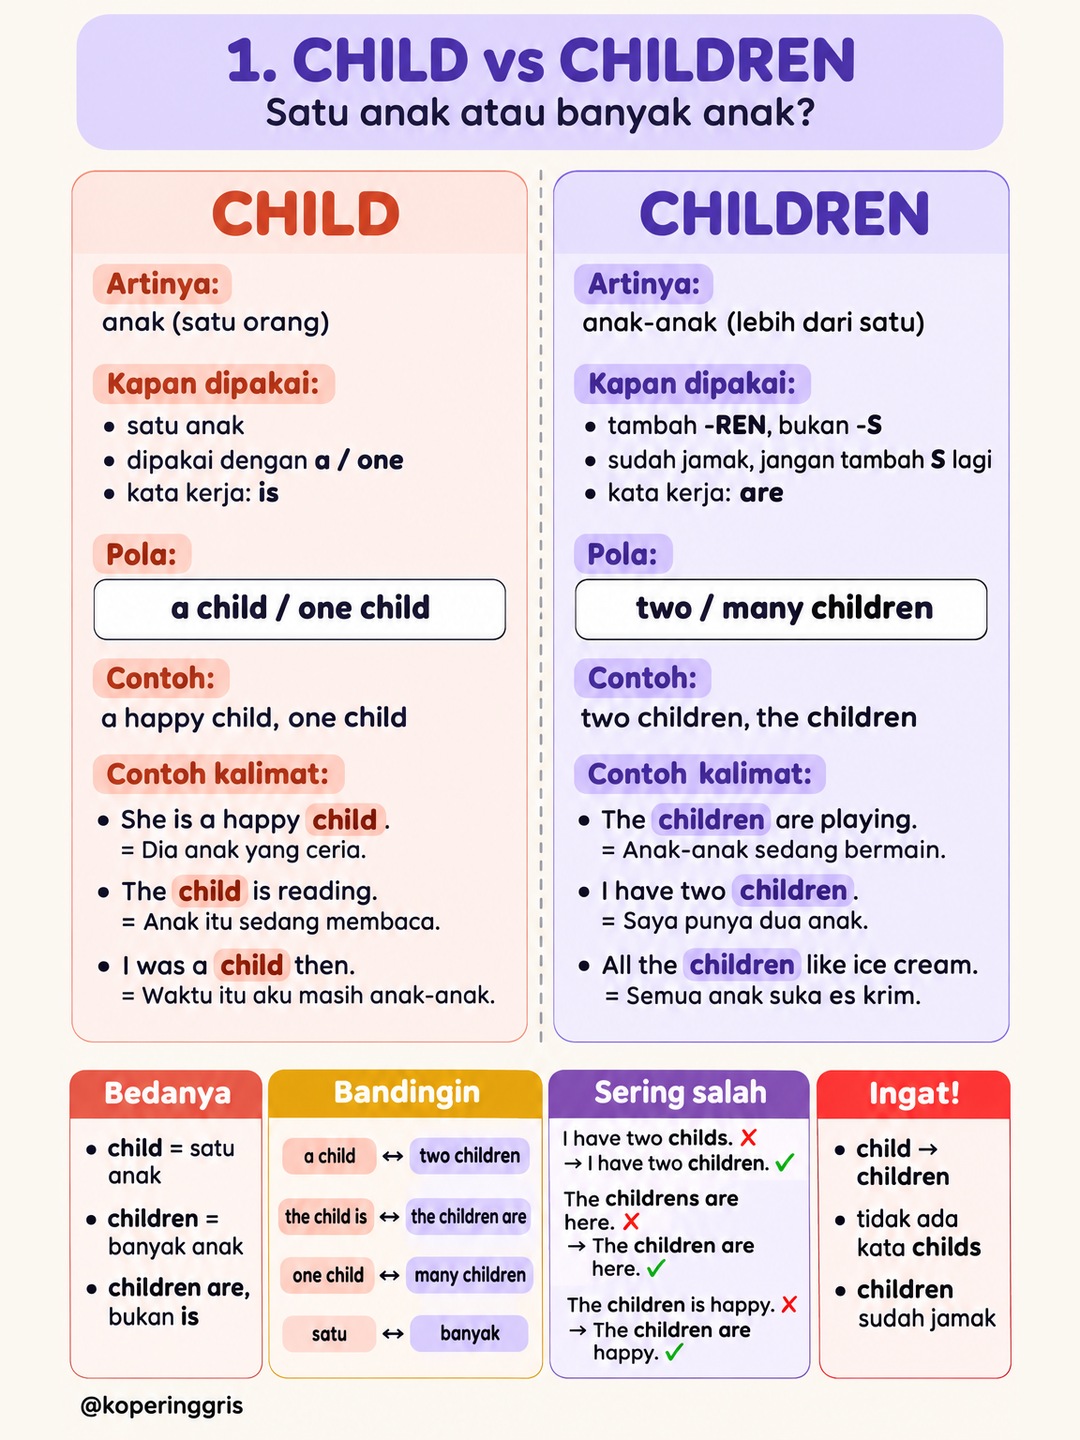 1. CHILD vs CHILDREN
Satu anak atau banyak anak?
CHILD
Artinya:
anak (satu orang)
Kapan dipakai:
• satu anak
• dipakai dengan a / one
• kata kerja: is
Pola:
a child / one child
Contoh:
a happy child, one child
Contoh kalimat:
• She is a happy child.
= Dia anak yang ceria.
• The child is reading.
= Anak itu sedang membaca.
• I was a child then.
= Waktu itu aku masih anak-anak.
CHILDREN
Artinya:
anak-anak (lebih dari satu)
Kapan dipakai:
• tambah -REN, bukan -S
• sudah jamak, jangan tambah S lagi
• kata kerja: are
Pola:
two / many children
Contoh:
two children, the children
Contoh kalimat:
• The children are playing.
= Anak-anak sedang bermain.
• I have two children.
= Saya punya dua anak.
• All the children like ice cream.
= Semua anak suka es krim.
Bedanya
• child = satu
anak
• children =
banyak anak
• children are,
bukan is
Bandingin
a child ↔ two children
the child is ↔ the children are
one child ↔ many children
satu ↔ banyak
Sering salah
I have two childs. ✗
→ I have two children. ✓
The childrens are
here. ✗
→ The children are
here. ✓
The children is happy. ✗
→ The children are
happy. ✓
Ingat!
• child →
children
• tidak ada
kata childs
• children
sudah jamak
@koperinggris